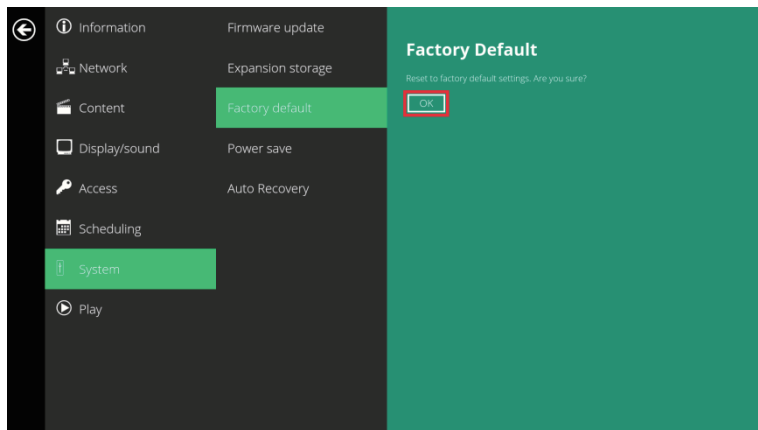 Information
Network
Content
Display/sound
Access
Scheduling
System
Play
Firmware update
Expansion storage
Factory default
Power save
Auto Recovery
Factory Default
Reset to factory default settings. Are you sure?
OK